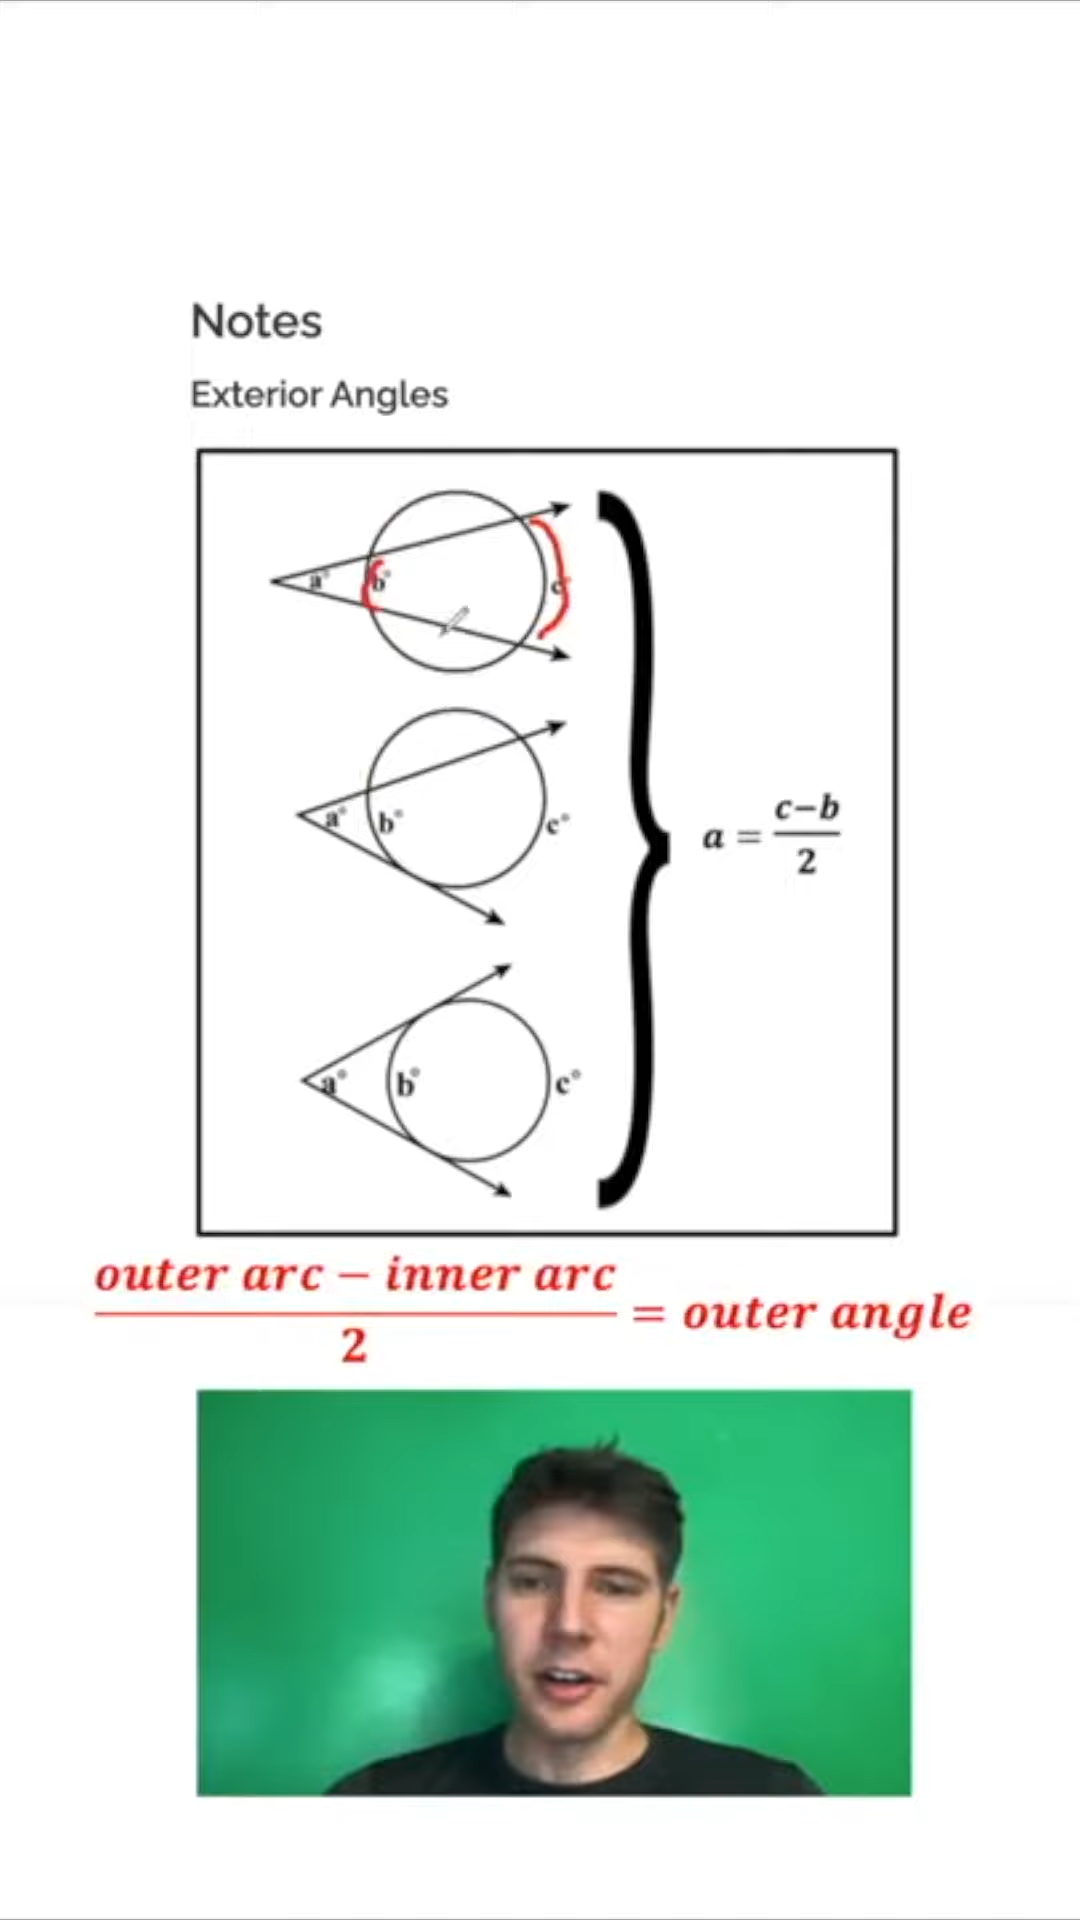 Notes
Exterior Angles
a° b° c°
a° b° c°
a = c−b / 2
a° b° c°
outer arc − inner arc / 2 = outer angle